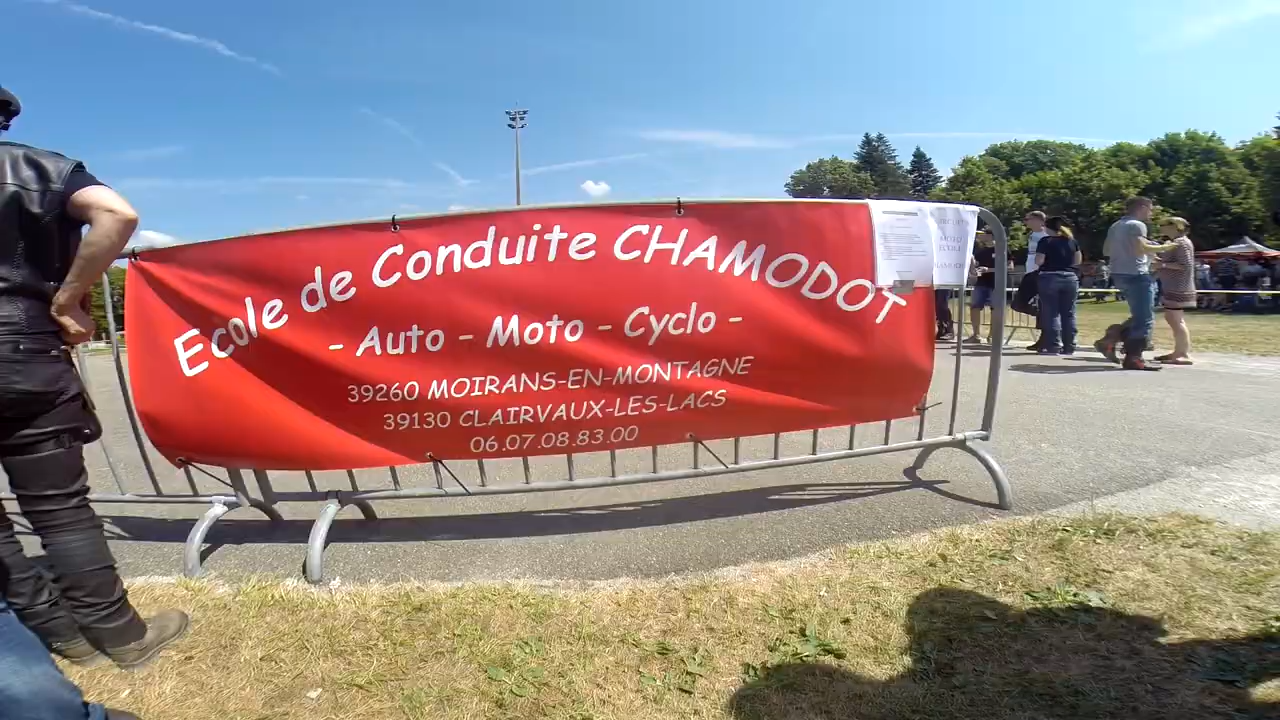 Ecole de Conduite CHAMODOT
- Auto - Moto - Cyclo -
39260 MOIRANS-EN-MONTAGNE
39130 CLAIRVAUX-LES-LACS
06.07.08.83.00
MOTO